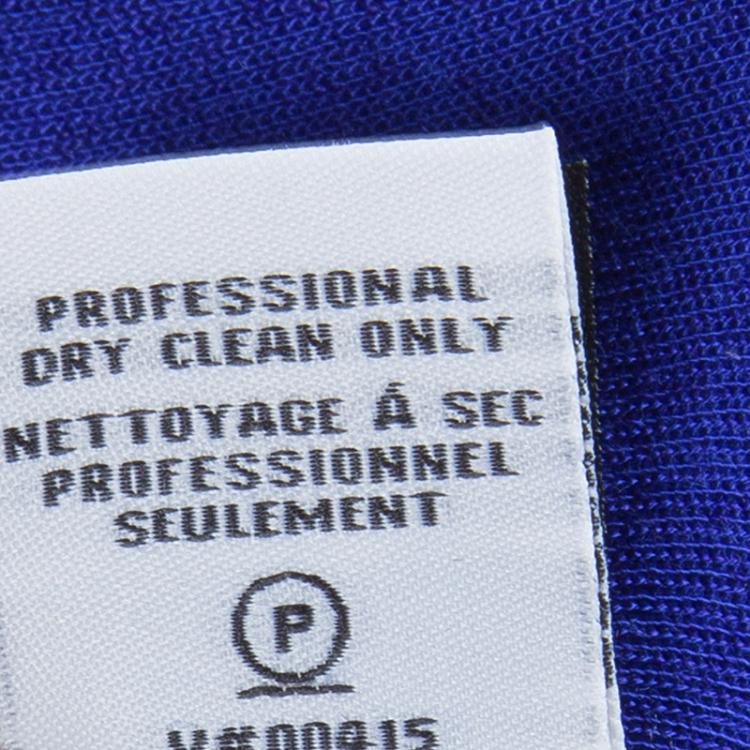 PROFESSIONAL
DRY CLEAN ONLY
NETTOYAGE Á SEC
PROFESSIONNEL
SEULEMENT
P